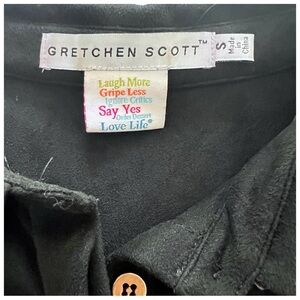 GRETCHEN SCOTT™
S
Made
in
China
Laugh More
Gripe Less
Ignore Critics
Say Yes
Order Dessert
Love Life®